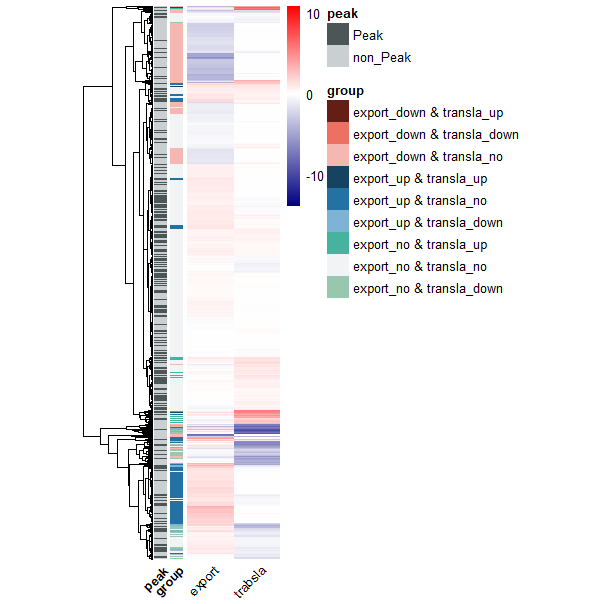 10
0
-10
peak
Peak
non_Peak
group
export_down & transla_up
export_down & transla_down
export_down & transla_no
export_up & transla_up
export_up & transla_no
export_up & transla_down
export_no & transla_up
export_no & transla_no
export_no & transla_down
peak
group
export
trabsla